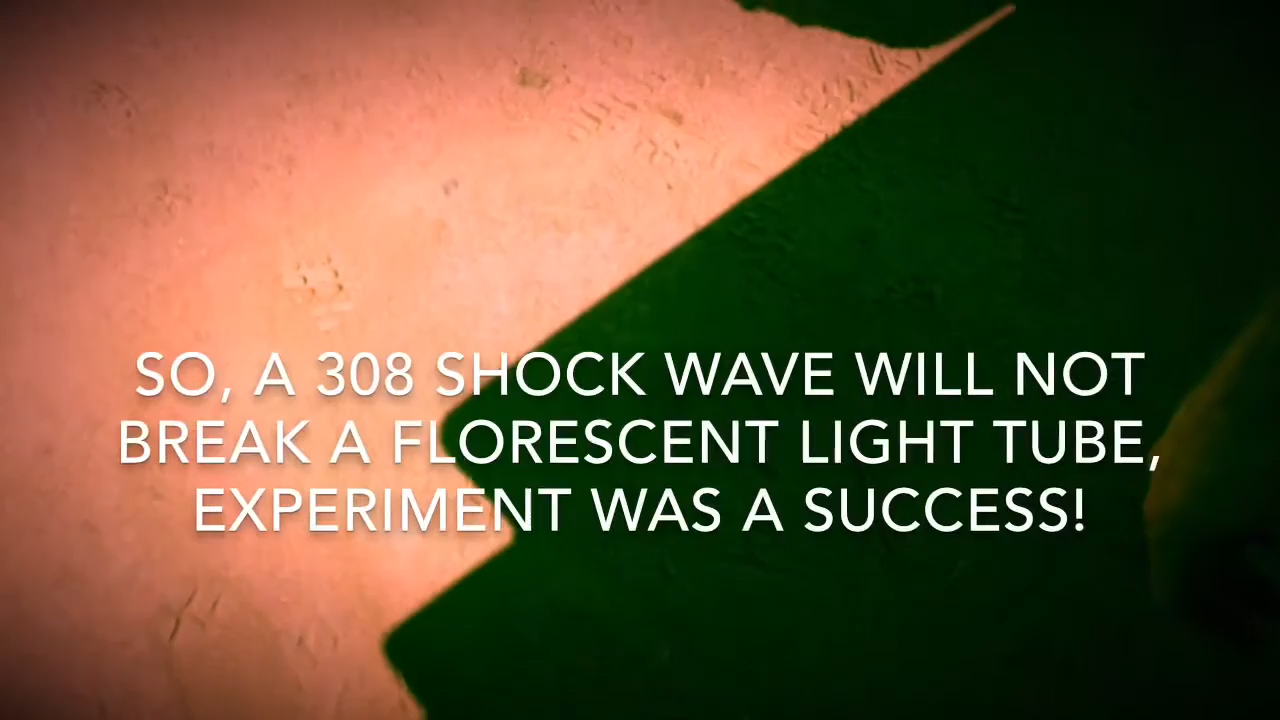 SO, A 308 SHOCK WAVE WILL NOT
BREAK A FLORESCENT LIGHT TUBE,
EXPERIMENT WAS A SUCCESS!